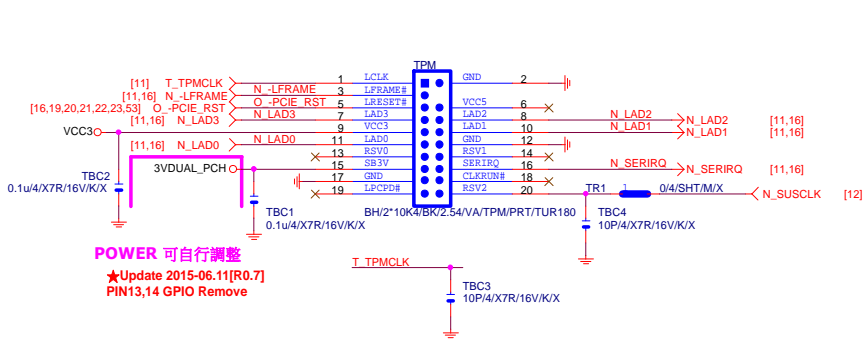 TPM
[11] T_TPMCLK 1 LCLK GND 2
[11,16] N_-LFRAME N_-LFRAME 3 LFRAME#
[16,19,20,21,22,23,53] O_-PCIE_RST O_-PCIE_RST 5 LRESET# VCC5 6
[11,16] N_LAD3 N_LAD3 7 LAD3 LAD2 8 N_LAD2 N_LAD2 [11,16]
VCC3 9 VCC3 LAD1 10 N_LAD1 N_LAD1 [11,16]
[11,16] N_LAD0 N_LAD0 11 LAD0 GND 12
13 RSV0 RSV1 14
3VDUAL_PCH 15 SB3V SERIRQ 16 N_SERIRQ N_SERIRQ [11,16]
17 GND CLKRUN# 18
19 LPCPD# RSV2 20 TR1 1 0/4/SHT/M/X N_SUSCLK [12]
TBC2
0.1u/4/X7R/16V/K/X
TBC1
0.1u/4/X7R/16V/K/X
BH/2*10K4/BK/2.54/VA/TPM/PRT/TUR180
TBC4
10P/4/X7R/16V/K/X
POWER 可自行調整
★Update 2015-06.11[R0.7]
PIN13,14 GPIO Remove
T_TPMCLK
TBC3
10P/4/X7R/16V/K/X